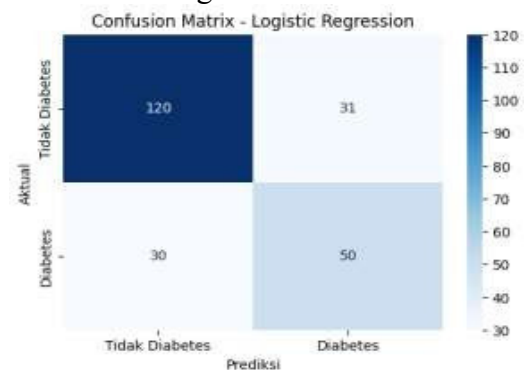 Confusion Matrix - Logistic Regression
Aktual
Tidak Diabetes
Diabetes
120
31
30
50
Tidak Diabetes
Diabetes
Prediksi
120
110
100
90
80
70
60
50
40
30